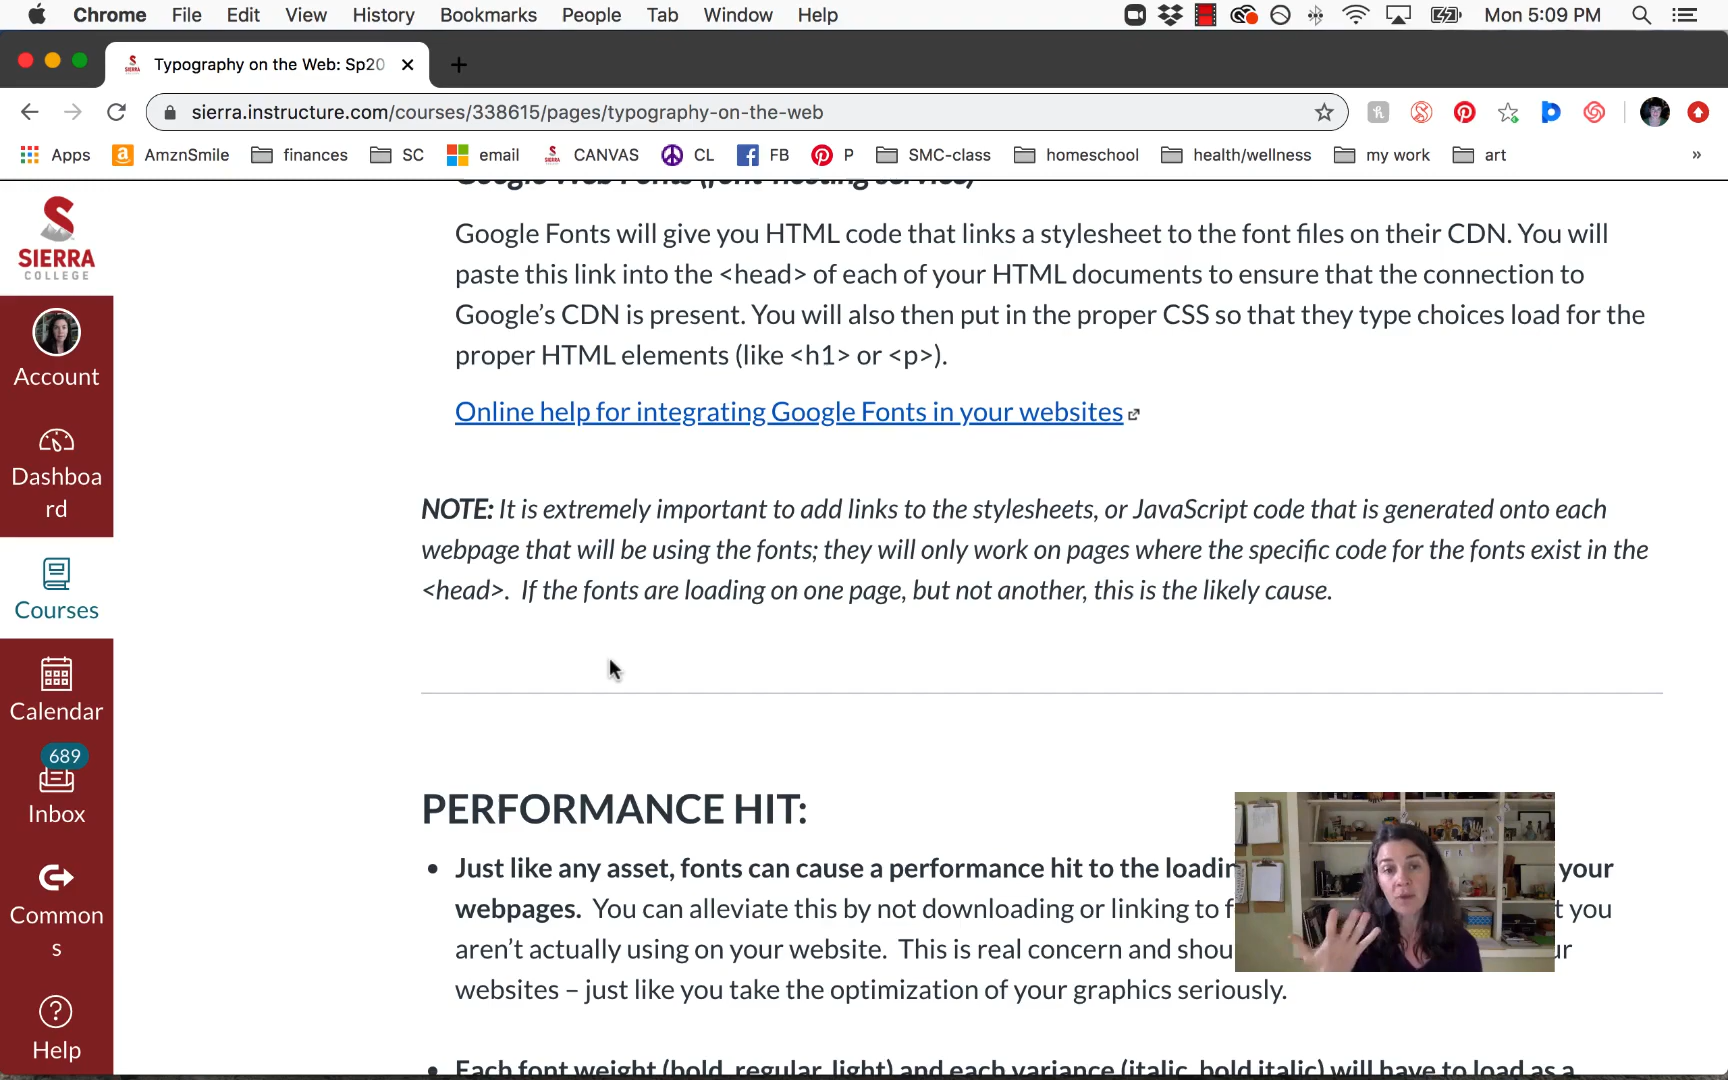 Chrome File Edit View History Bookmarks People Tab Window Help Mon 5:09 PM
Typography on the Web: Sp20
sierra.instructure.com/courses/338615/pages/typography-on-the-web
Apps AmznSmile finances SC email CANVAS CL FB P SMC-class homeschool health/wellness my work art »
Google Web Fonts (font-hosting service)
SIERRA
COLLEGE
Account
Dashboa
rd
Courses
Calendar
689
Inbox
Common
s
Help
Google Fonts will give you HTML code that links a stylesheet to the font files on their CDN. You will
paste this link into the <head> of each of your HTML documents to ensure that the connection to
Google’s CDN is present. You will also then put in the proper CSS so that they type choices load for the
proper HTML elements (like <h1> or <p>).
Online help for integrating Google Fonts in your websites
NOTE: It is extremely important to add links to the stylesheets, or JavaScript code that is generated onto each
webpage that will be using the fonts; they will only work on pages where the specific code for the fonts exist in the
<head>. If the fonts are loading on one page, but not another, this is the likely cause.
PERFORMANCE HIT:
• Just like any asset, fonts can cause a performance hit to the loadin your
webpages. You can alleviate this by not downloading or linking to f t you
aren’t actually using on your website. This is real concern and shou ur
websites – just like you take the optimization of your graphics seriously.
• Each font weight (bold, regular, light) and each variance (italic, bold italic) will have to load as a